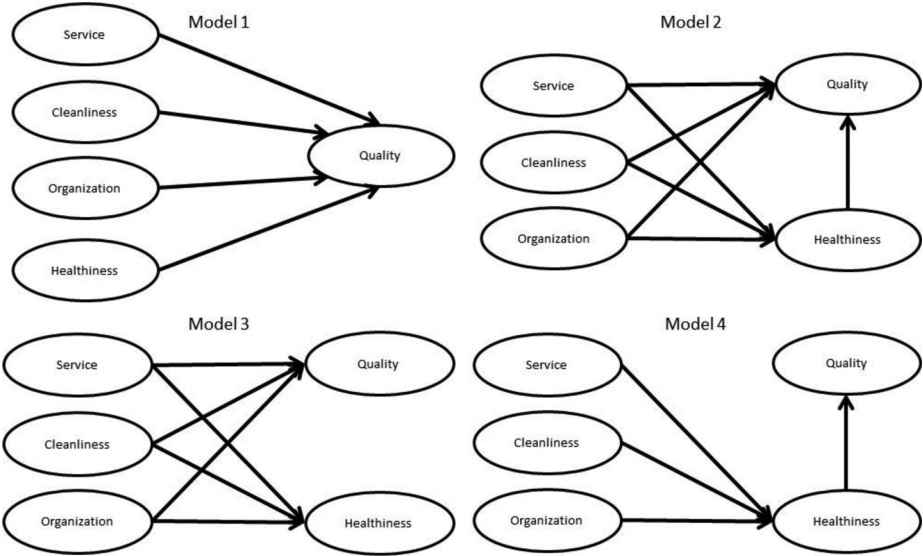 Model 1
Service
Cleanliness
Organization
Healthiness
Quality
Model 2
Service
Cleanliness
Organization
Quality
Healthiness
Model 3
Service
Cleanliness
Organization
Quality
Healthiness
Model 4
Service
Cleanliness
Organization
Quality
Healthiness